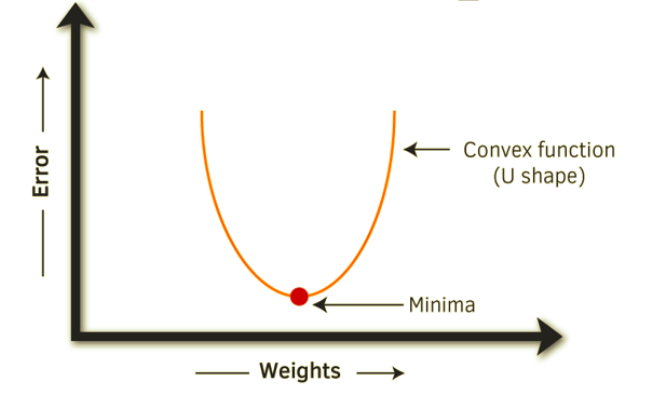 Error
Convex function
(U shape)
Minima
Weights